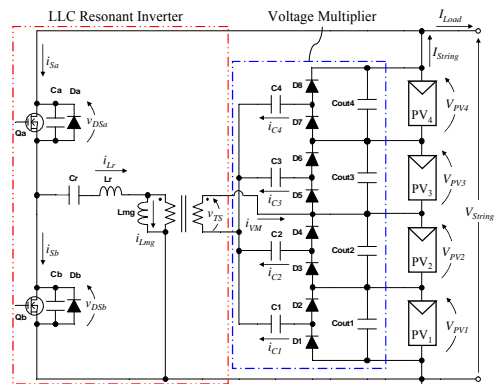 LLC Resonant Inverter
Voltage Multiplier
I_Load
I_String
i_Sa
Ca Da
v_DSa
Qa
C4
D8
D7
i_C4
Cout4
PV4
V_PV4
i_Lr
Cr
Lr
C3
D6
D5
i_C3
Cout3
PV3
V_PV3
Lmg
i_Lmg
v_TS
i_VM
V_String
i_Sb
C2
D4
D3
i_C2
Cout2
PV2
V_PV2
Cb Db
v_DSb
Qb
C1
D2
D1
i_C1
Cout1
PV1
V_PV1